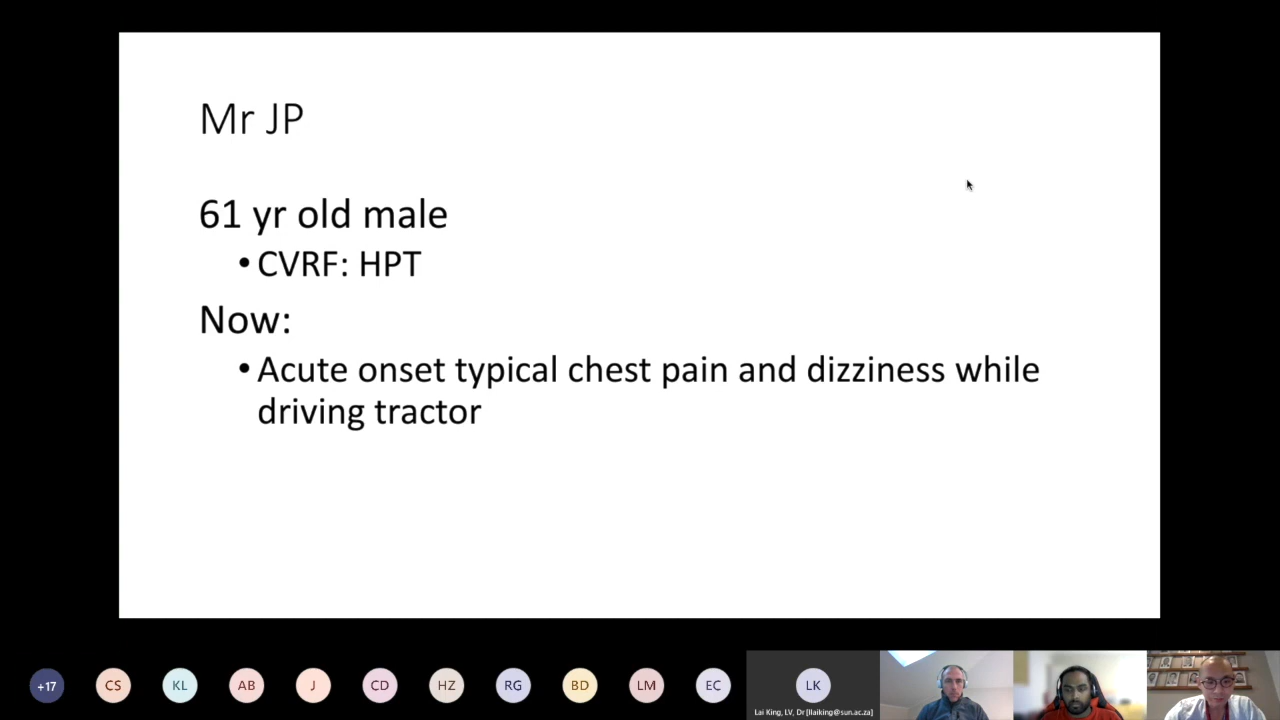 Mr JP
61 yr old male
• CVRF: HPT
Now:
• Acute onset typical chest pain and dizziness while
driving tractor
+17
CS
KL
AB
J
CD
HZ
RG
BD
LM
EC
LK
Lai King, LV, Dr [llaiking@sun.ac.za]